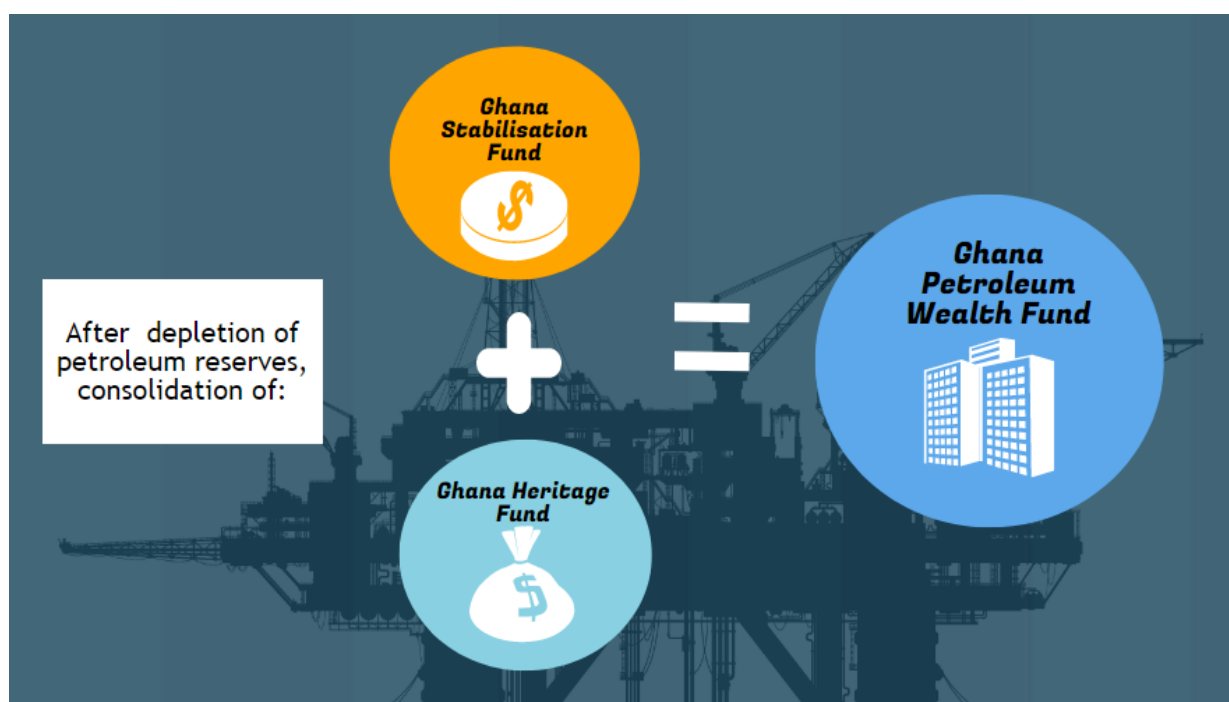 After  depletion of
petroleum reserves,
consolidation of:
Ghana
Stabilisation
Fund
$
+
Ghana Heritage
Fund
$
=
Ghana
Petroleum
Wealth Fund